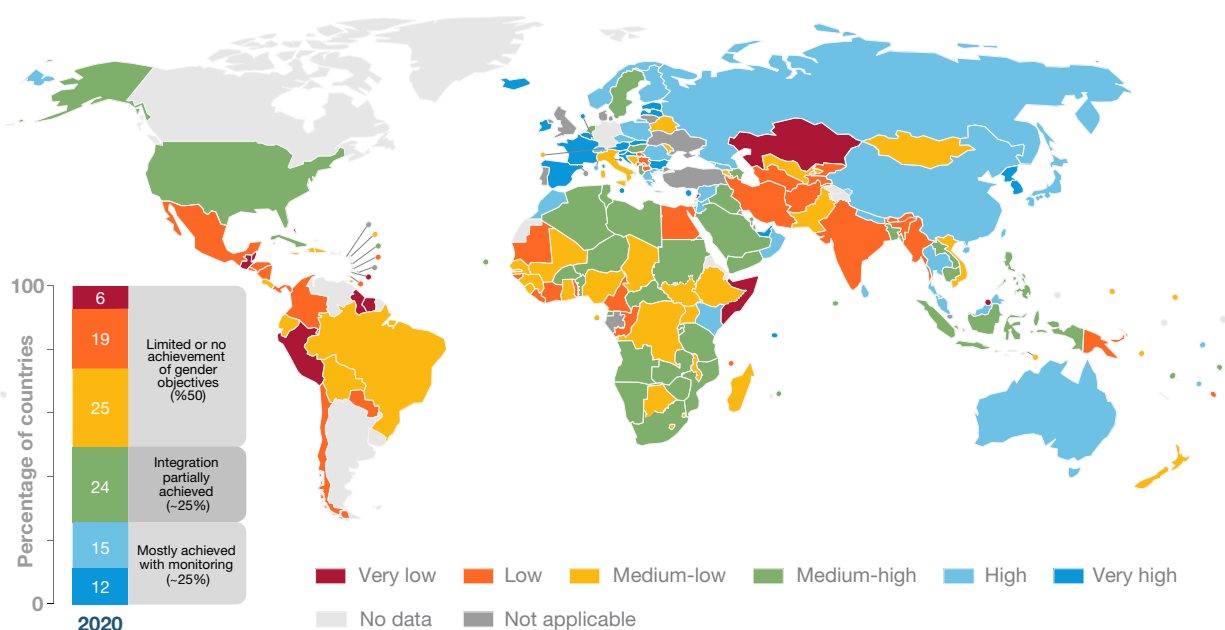 100
Percentage of countries
0
6
19
25
24
15
12
2020
Limited or no
achievement
of gender
objectives
(%50)
Integration
partially
achieved
(~25%)
Mostly achieved
with monitoring
(~25%)
Very low
Low
Medium-low
Medium-high
High
Very high
No data
Not applicable